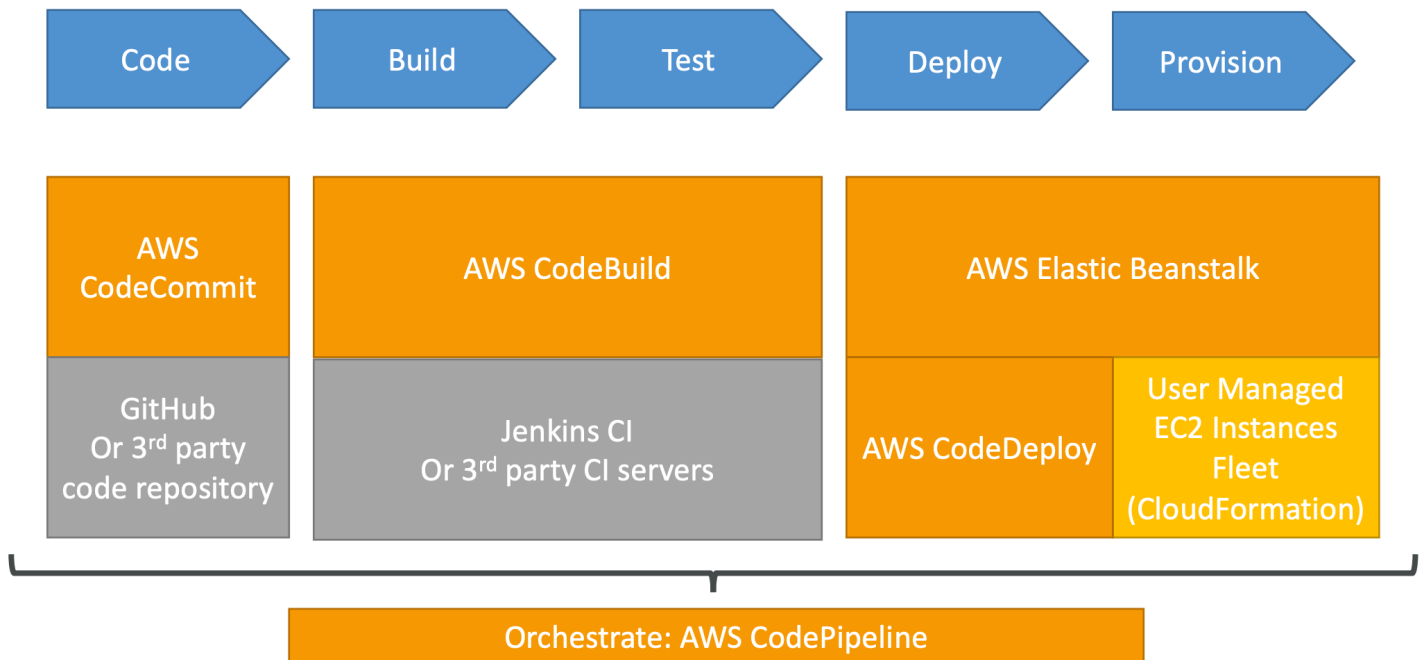 Code
Build
Test
Deploy
Provision
AWS
CodeCommit
AWS CodeBuild
AWS Elastic Beanstalk
GitHub
Or 3rd party
code repository
Jenkins CI
Or 3rd party CI servers
AWS CodeDeploy
User Managed
EC2 Instances
Fleet
(CloudFormation)
Orchestrate: AWS CodePipeline